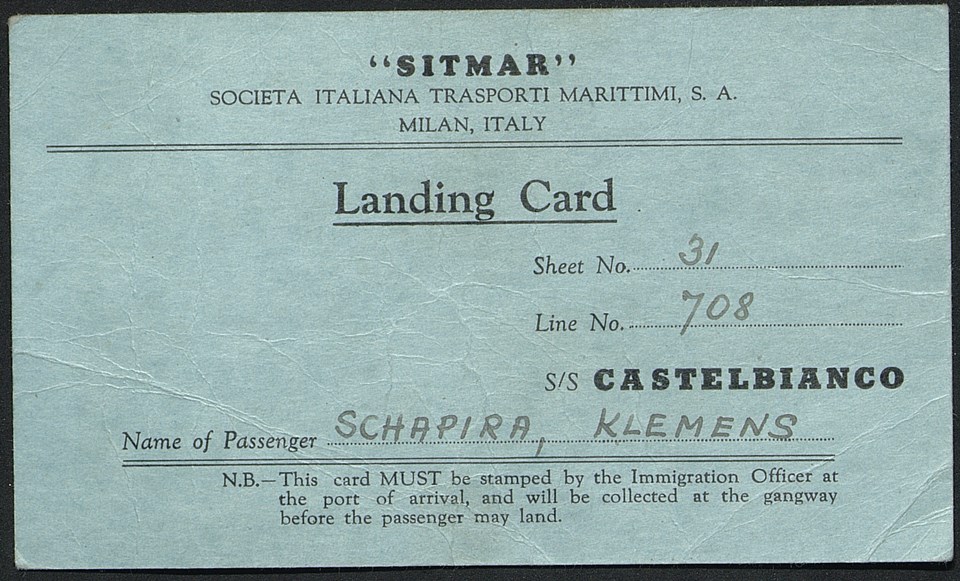 “SITMAR”
SOCIETA ITALIANA TRASPORTI MARITTIMI, S. A.
MILAN, ITALY
Landing Card
Sheet No. 31
Line No. 708
S/S CASTELBIANCO
Name of Passenger SCHAPIRA, KLEMENS
N.B.—This card MUST be stamped by the Immigration Officer at
the port of arrival, and will be collected at the gangway
before the passenger may land.